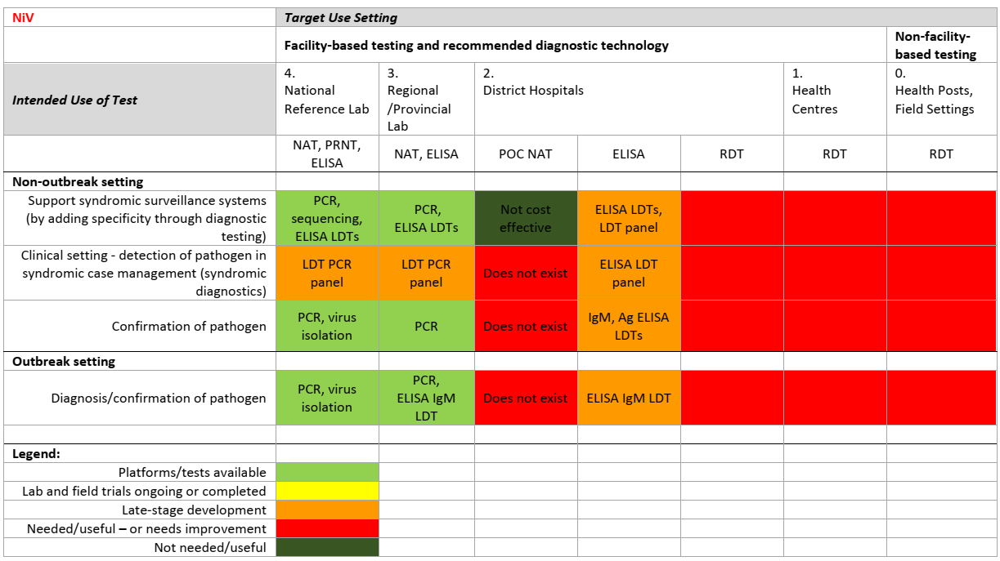 NiV
Target Use Setting
Facility-based testing and recommended diagnostic technology
Non-facility-
based testing
Intended Use of Test
4.
National
Reference Lab
3.
Regional
/Provincial
Lab
2.
District Hospitals
1.
Health
Centres
0.
Health Posts,
Field Settings
NAT, PRNT,
ELISA
NAT, ELISA
POC NAT
ELISA
RDT
RDT
RDT
Non-outbreak setting
Support syndromic surveillance systems
(by adding specificity through diagnostic
testing)
PCR,
sequencing,
ELISA LDTs
PCR,
ELISA LDTs
Not cost
effective
ELISA LDTs,
LDT panel
Clinical setting - detection of pathogen in
syndromic case management (syndromic
diagnostics)
LDT PCR
panel
LDT PCR
panel
Does not exist
ELISA LDT
panel
Confirmation of pathogen
PCR, virus
isolation
PCR
Does not exist
IgM, Ag ELISA
LDTs
Outbreak setting
Diagnosis/confirmation of pathogen
PCR, virus
isolation
PCR,
ELISA IgM
LDT
Does not exist
ELISA IgM LDT
Legend:
Platforms/tests available
Lab and field trials ongoing or completed
Late-stage development
Needed/useful – or needs improvement
Not needed/useful